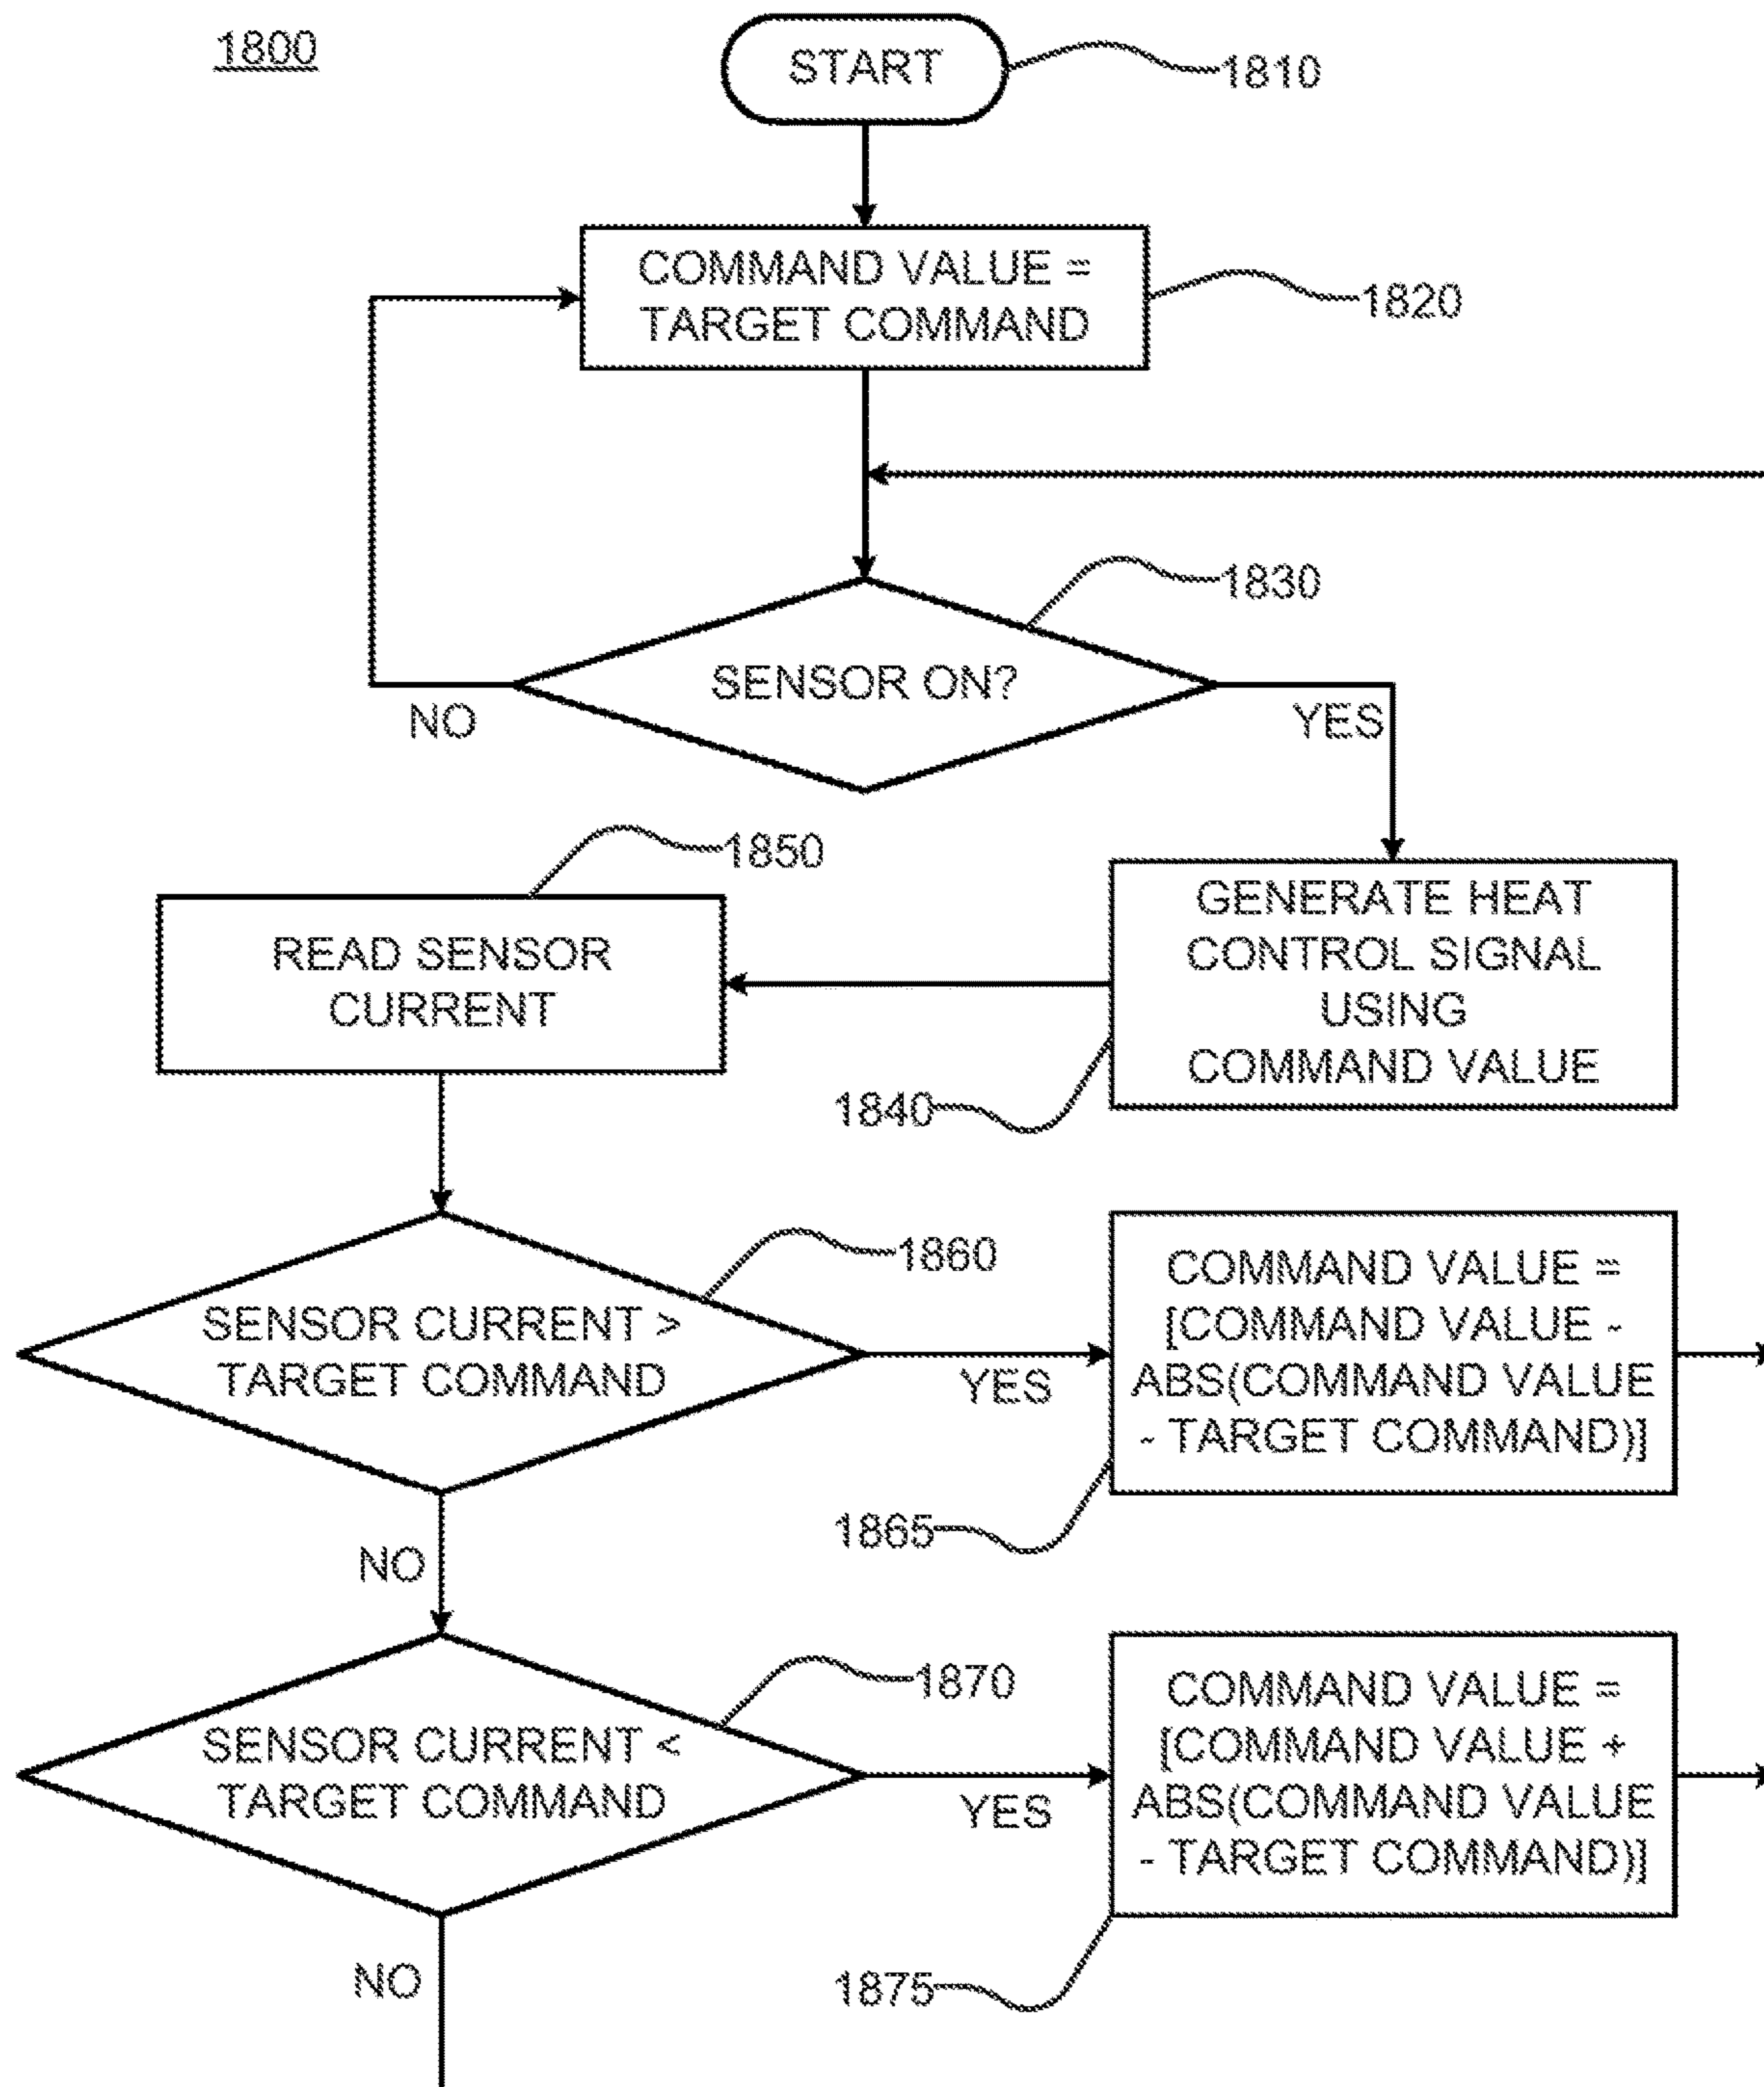 1800
START
1810
COMMAND VALUE =
TARGET COMMAND
1820
1830
SENSOR ON?
NO
YES
1850
READ SENSOR
CURRENT
GENERATE HEAT
CONTROL SIGNAL
USING
COMMAND VALUE
1840
1860
SENSOR CURRENT >
TARGET COMMAND
YES
COMMAND VALUE =
[COMMAND VALUE -
ABS(COMMAND VALUE
- TARGET COMMAND)]
1865
NO
1870
SENSOR CURRENT <
TARGET COMMAND
YES
COMMAND VALUE =
[COMMAND VALUE +
ABS(COMMAND VALUE
- TARGET COMMAND)]
1875
NO